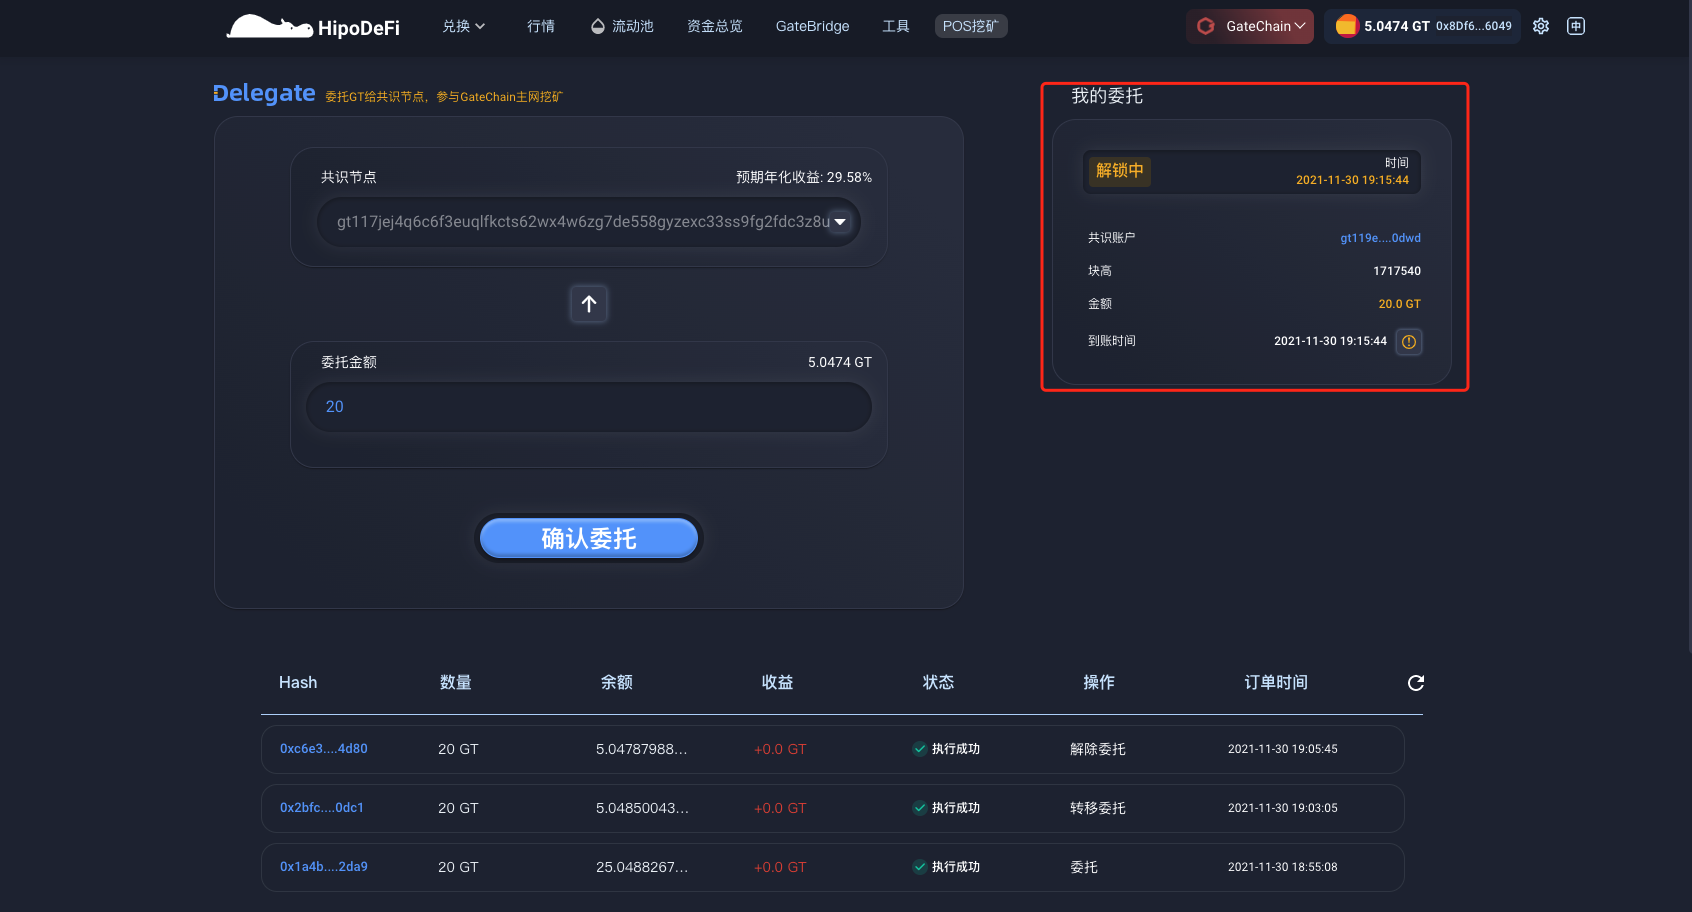 HipoDeFi
兑换
行情
流动池
资金总览
GateBridge
工具
POS挖矿
GateChain
5.0474 GT 0x8Df6...6049
中
Delegate 委托GT给共识节点，参与GateChain主网挖矿
共识节点 预期年化收益: 29.58%
gt117jej4q6c6f3euqlfkcts62wx4w6zg7de558gyzexc33ss9fg2fdc3z8u
委托金额 5.0474 GT
20
确认委托
我的委托
解锁中
时间
2021-11-30 19:15:44
共识账户 gt119e....0dwd
块高 1717540
金额 20.0 GT
到账时间 2021-11-30 19:15:44
Hash 数量 余额 收益 状态 操作 订单时间
0xc6e3....4d80 20 GT 5.04787988... +0.0 GT 执行成功 解除委托 2021-11-30 19:05:45
0x2bfc....0dc1 20 GT 5.04850043... +0.0 GT 执行成功 转移委托 2021-11-30 19:03:05
0x1a4b....2da9 20 GT 25.0488267... +0.0 GT 执行成功 委托 2021-11-30 18:55:08